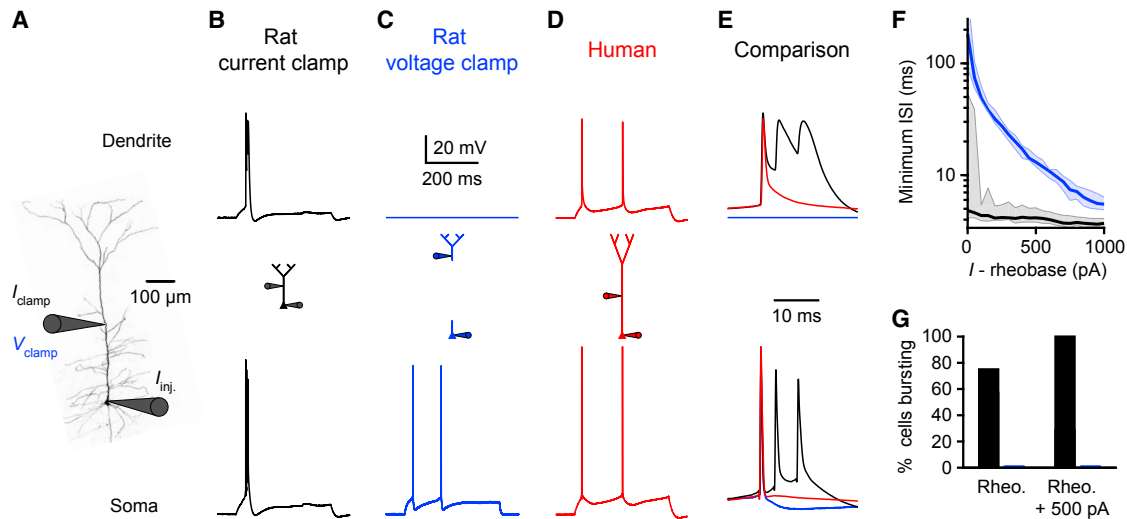 A
B
C
D
E
F
G
Rat
current clamp
Rat
voltage clamp
Human
Comparison
Dendrite
20 mV
200 ms
100 µm
I clamp
V clamp
I inj.
10 ms
Soma
Minimum ISI (ms)
100
10
0
500
1000
I - rheobase (pA)
% cells bursting
100
80
60
40
20
0
Rheo.
Rheo.
+ 500 pA